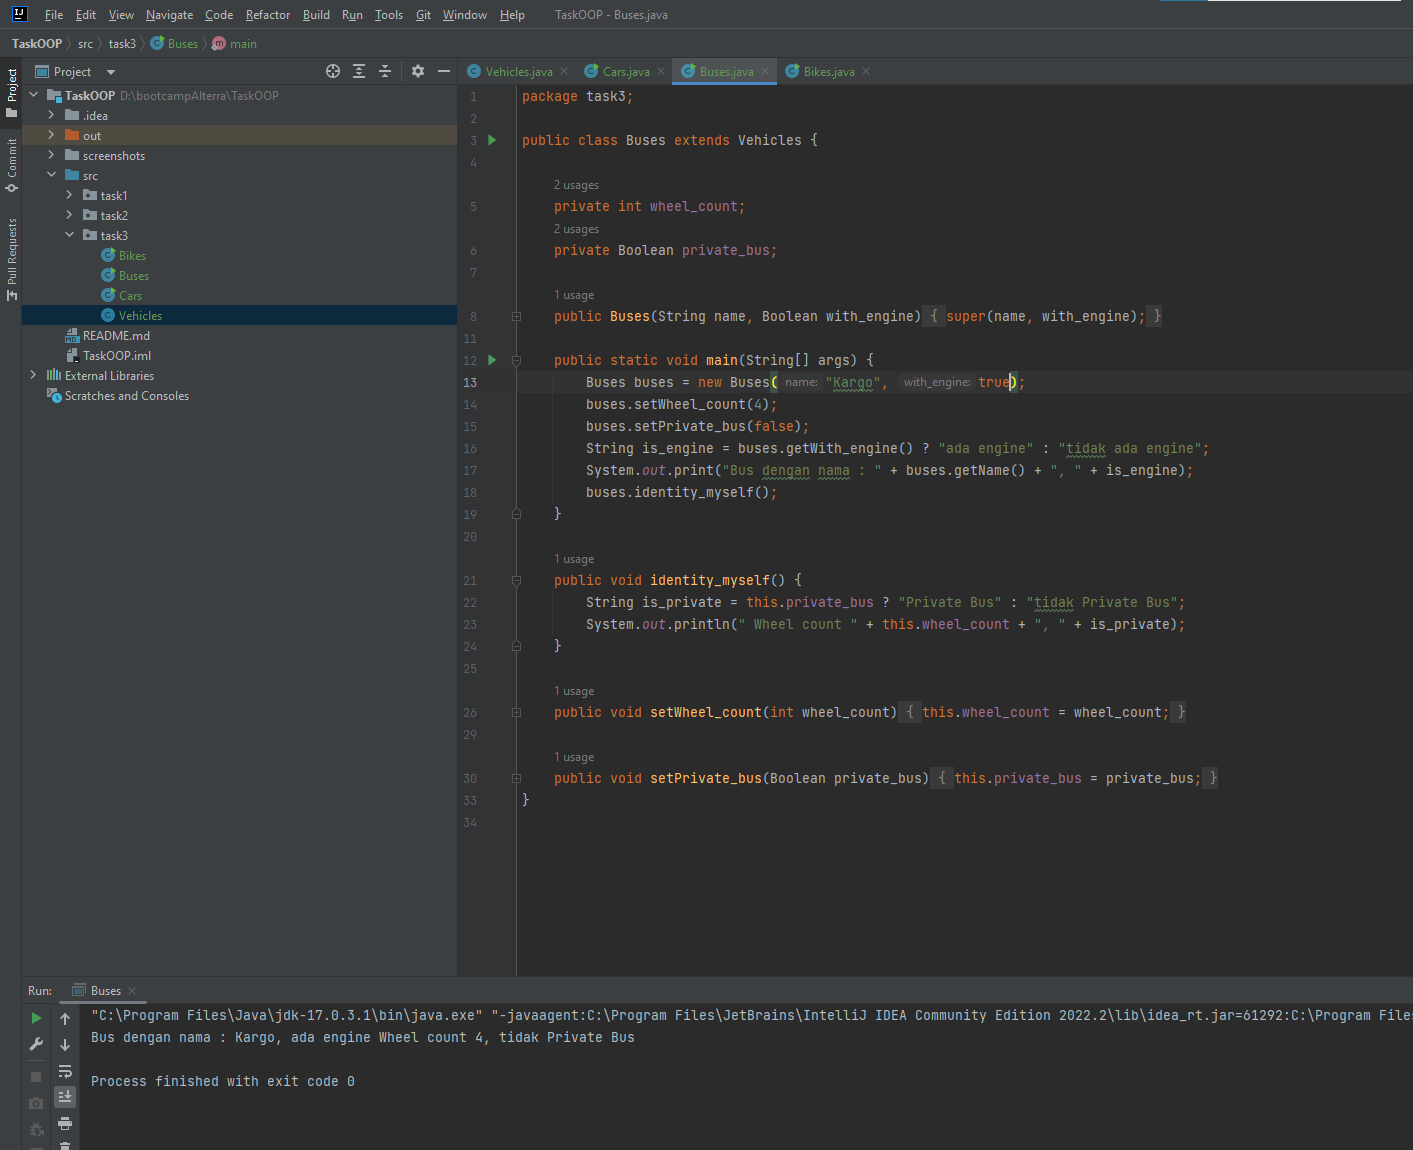 File Edit View Navigate Code Refactor Build Run Tools Git Window Help TaskOOP - Buses.java
TaskOOP src task3 Buses main
Project
Commit
Pull Requests
Project
TaskOOP D:\bootcampAlterra\TaskOOP
.idea
out
screenshots
src
task1
task2
task3
Bikes
Buses
Cars
Vehicles
README.md
TaskOOP.iml
External Libraries
Scratches and Consoles
Vehicles.java Cars.java Buses.java Bikes.java
1 package task3;
2
3 public class Buses extends Vehicles {
4
2 usages
5 private int wheel_count;
2 usages
6 private Boolean private_bus;
7
1 usage
8 public Buses(String name, Boolean with_engine) { super(name, with_engine); }
11
12 public static void main(String[] args) {
13 Buses buses = new Buses( name: "Kargo", with_engine: true);
14 buses.setWheel_count(4);
15 buses.setPrivate_bus(false);
16 String is_engine = buses.getWith_engine() ? "ada engine" : "tidak ada engine";
17 System.out.print("Bus dengan nama : " + buses.getName() + ", " + is_engine);
18 buses.identity_myself();
19 }
20
1 usage
21 public void identity_myself() {
22 String is_private = this.private_bus ? "Private Bus" : "tidak Private Bus";
23 System.out.println(" Wheel count " + this.wheel_count + ", " + is_private);
24 }
25
1 usage
26 public void setWheel_count(int wheel_count) { this.wheel_count = wheel_count; }
29
1 usage
30 public void setPrivate_bus(Boolean private_bus) { this.private_bus = private_bus; }
33 }
34
Run: Buses
"C:\Program Files\Java\jdk-17.0.3.1\bin\java.exe" "-javaagent:C:\Program Files\JetBrains\IntelliJ IDEA Community Edition 2022.2\lib\idea_rt.jar=61292:C:\Program Files
Bus dengan nama : Kargo, ada engine Wheel count 4, tidak Private Bus
Process finished with exit code 0